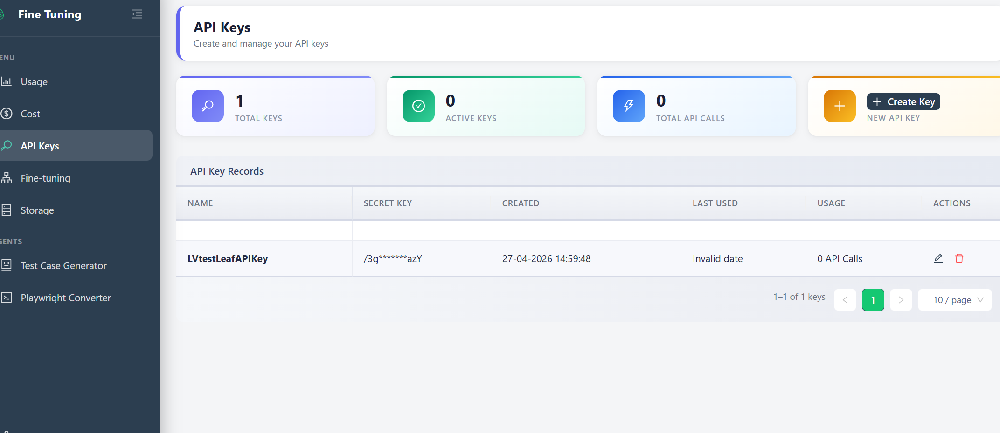 Fine Tuning
ENU
Usage
Cost
API Keys
Fine-tuning
Storage
GENTS
Test Case Generator
Playwright Converter
API Keys
Create and manage your API keys
1
TOTAL KEYS
0
ACTIVE KEYS
0
TOTAL API CALLS
Create Key
NEW API KEY
API Key Records
NAME SECRET KEY CREATED LAST USED USAGE ACTIONS
LVtestLeafAPIKey /3g*******azY 27-04-2026 14:59:48 Invalid date 0 API Calls
1–1 of 1 keys < 1 > 10 / page